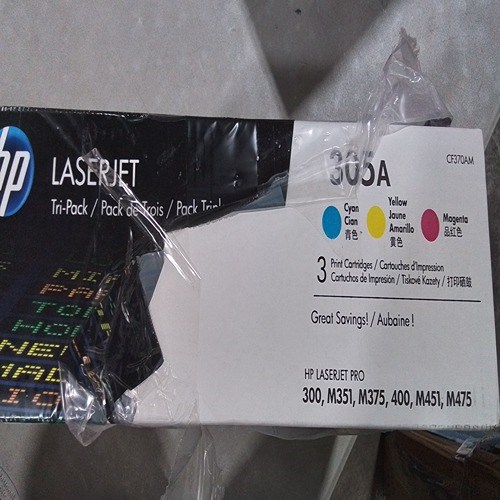 hp
LASERJET
Tri-Pack / Pack de Trois / Pack Tripl
305A
CF370AM
Cyan
Cian
青色
Yellow
Jaune
Amarillo
黄色
Magenta
品红色
3 Print Cartridges / Cartouches d'Impression
Cartuchos de Impresión / Tiskové Kazety / 打印硒鼓
Great Savings! / Aubaine!
HP LASERJET PRO
300, M351, M375, 400, M451, M475